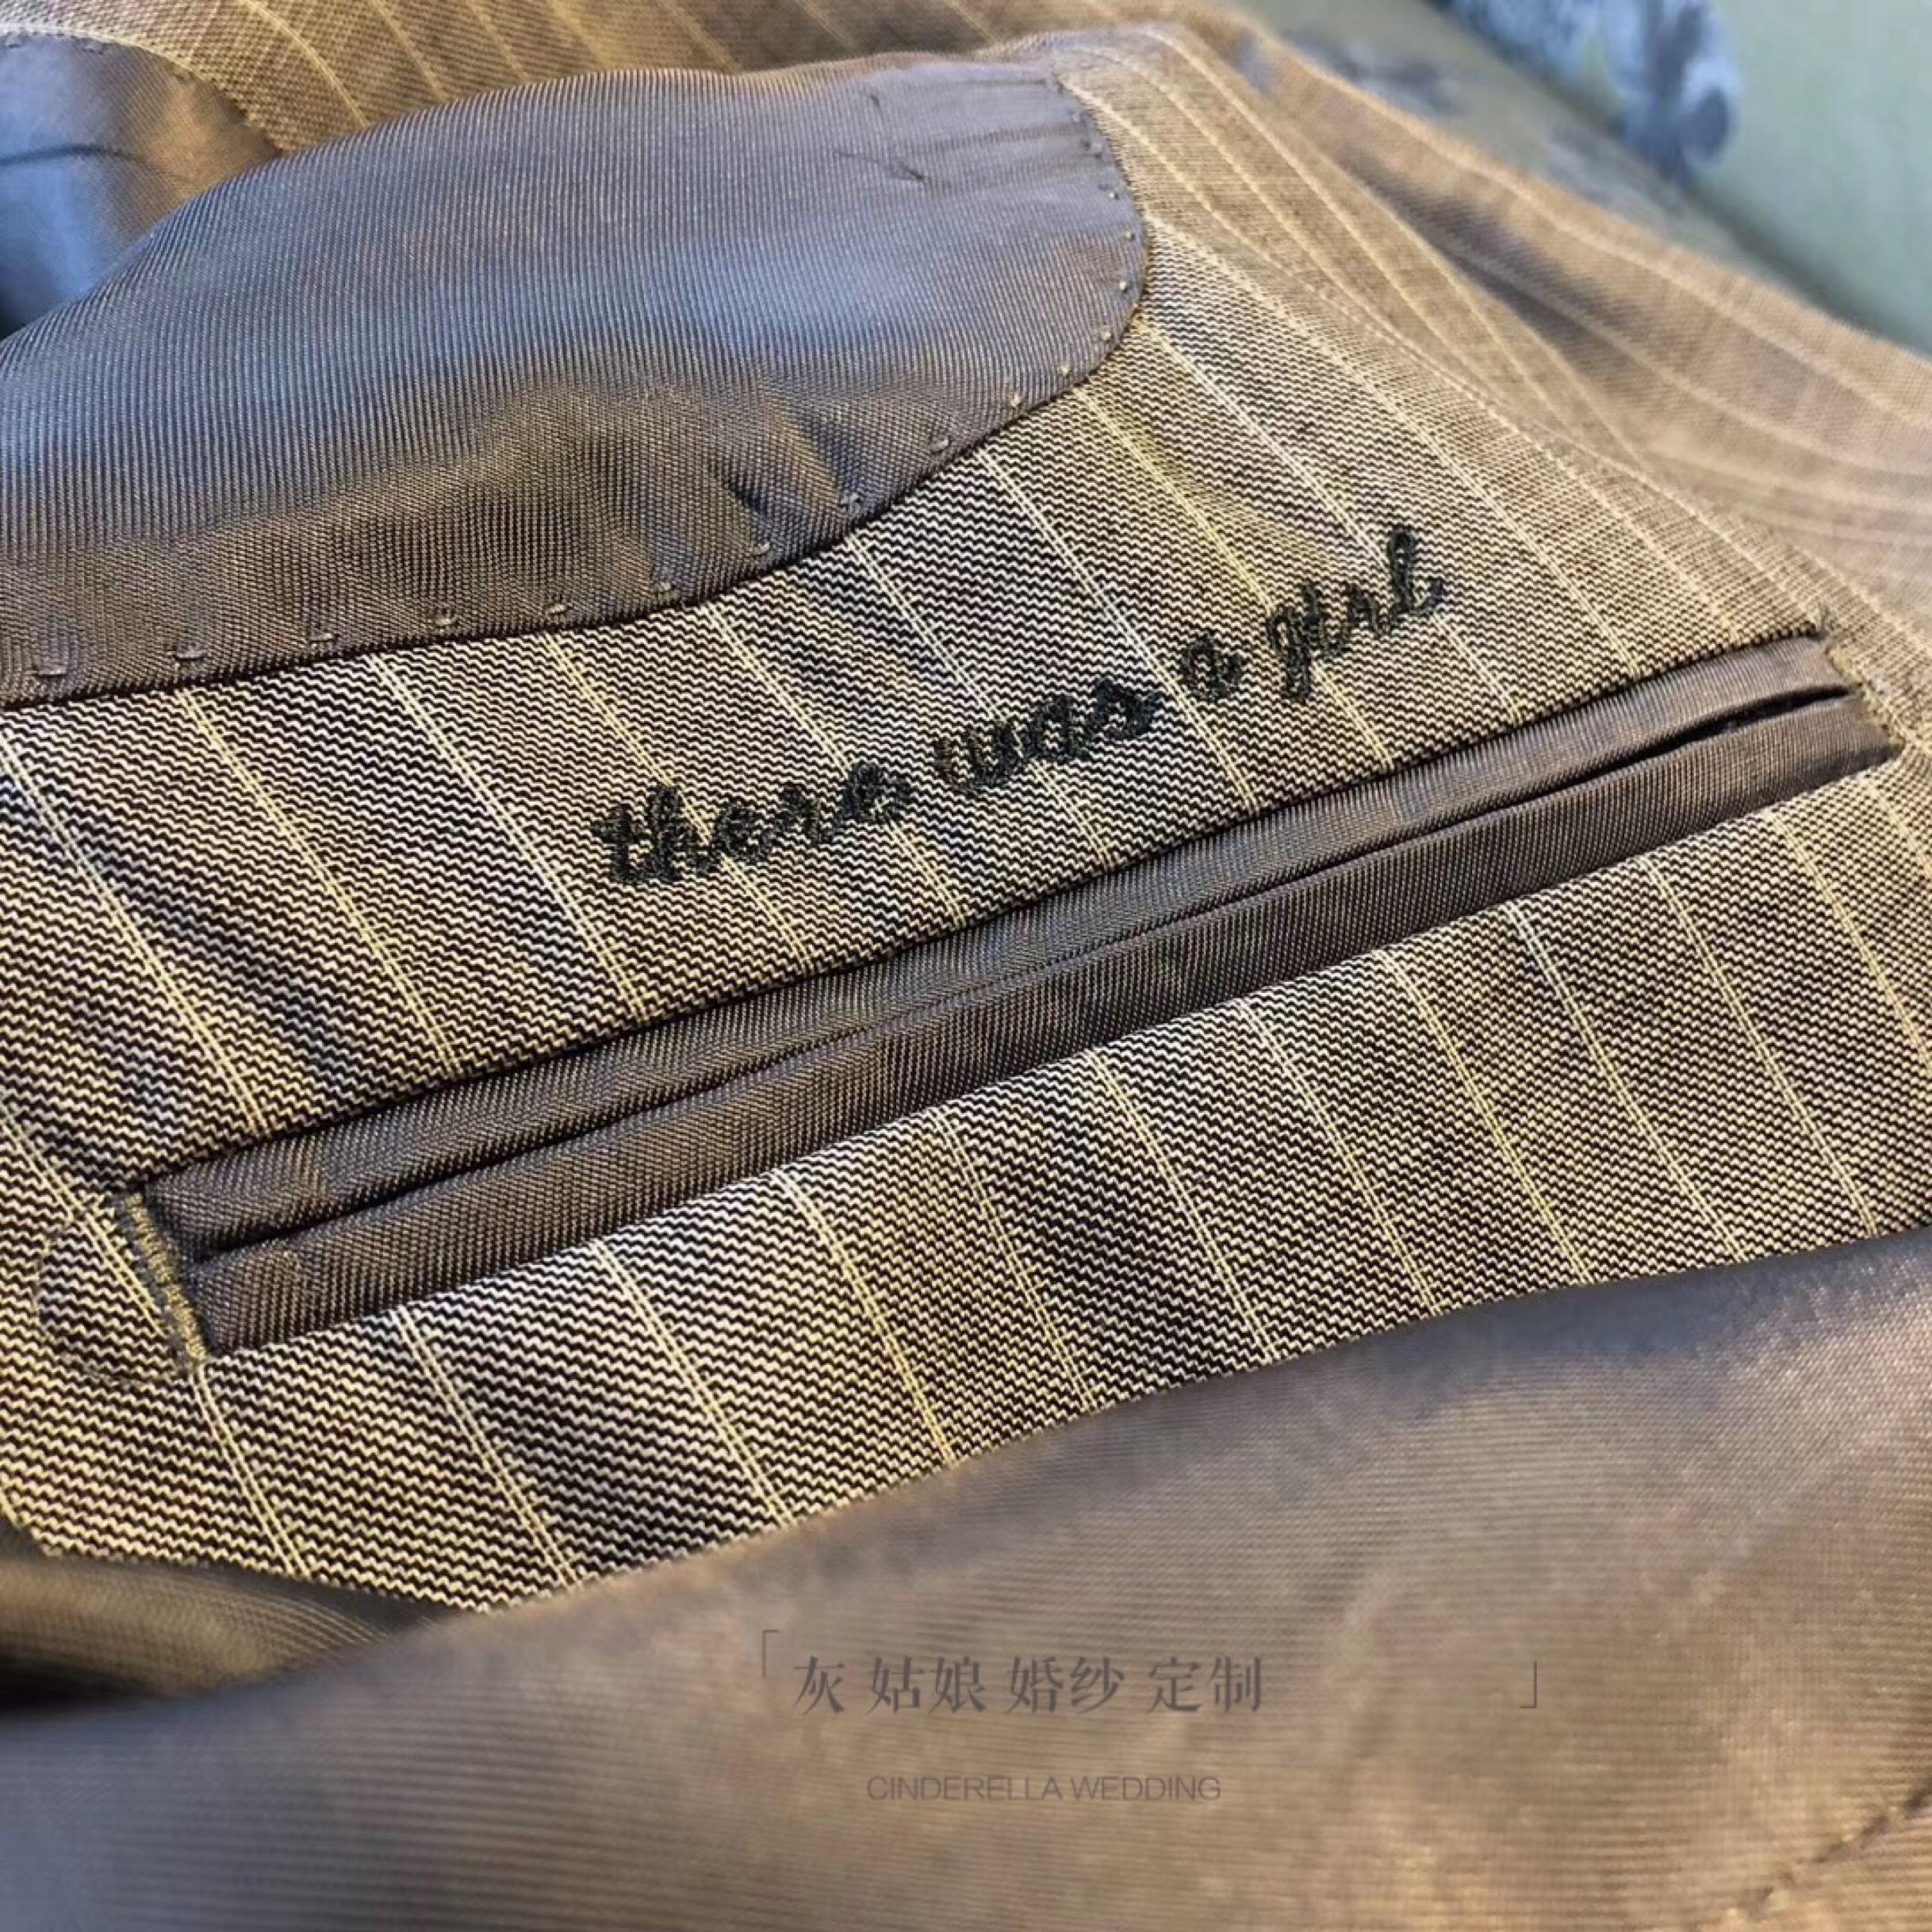 there was a girl
「灰姑娘婚纱定制 」
CINDERELLA WEDDING